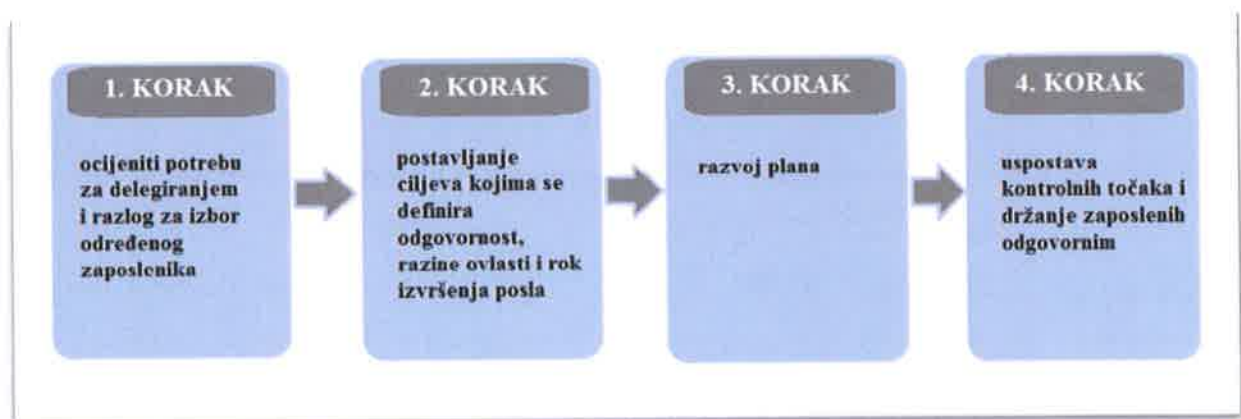 1. KORAK
ocijeniti potrebu
za delegiranjem
i razlog za izbor
određenog
zaposlenika
2. KORAK
postavljanje
ciljeva kojima se
definira
odgovornost,
razine ovlasti i rok
izvršenja posla
3. KORAK
razvoj plana
4. KORAK
uspostava
kontrolnih točaka i
držanje zaposlenih
odgovornim